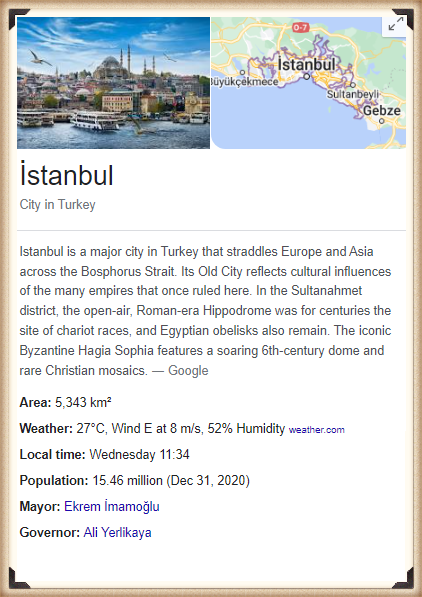 O-7
İstanbul
Büyükçekmece
Sultanbeyli
Gebze
İstanbul
City in Turkey
Istanbul is a major city in Turkey that straddles Europe and Asia
across the Bosphorus Strait. Its Old City reflects cultural influences
of the many empires that once ruled here. In the Sultanahmet
district, the open-air, Roman-era Hippodrome was for centuries the
site of chariot races, and Egyptian obelisks also remain. The iconic
Byzantine Hagia Sophia features a soaring 6th-century dome and
rare Christian mosaics. — Google
Area: 5,343 km²
Weather: 27°C, Wind E at 8 m/s, 52% Humidity weather.com
Local time: Wednesday 11:34
Population: 15.46 million (Dec 31, 2020)
Mayor: Ekrem İmamoğlu
Governor: Ali Yerlikaya